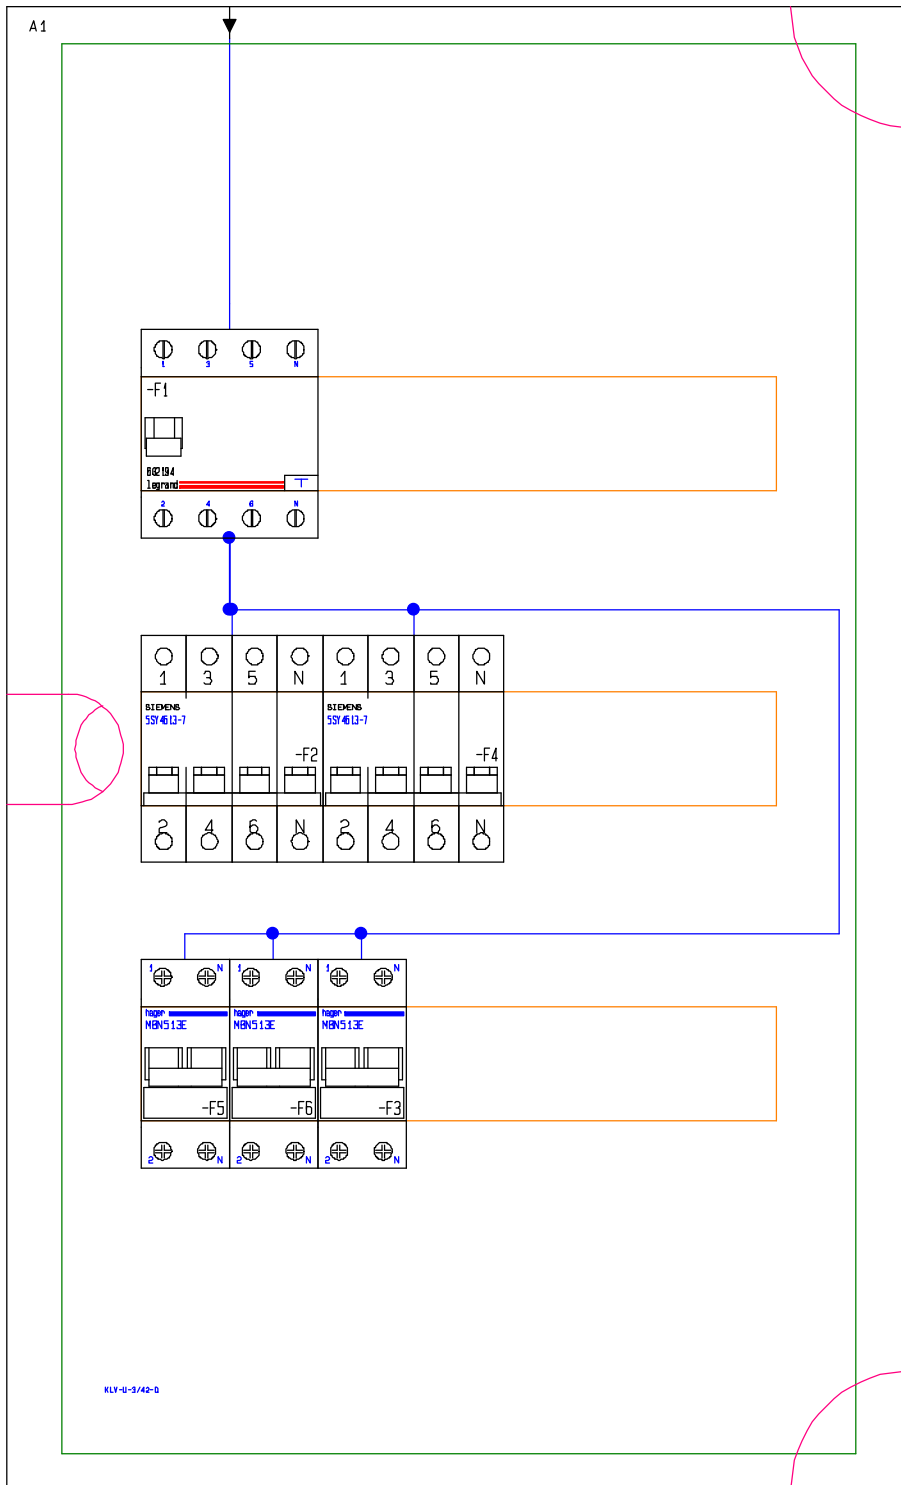 A1
1 3 5 N
-F1
legrand
2 4 6 N
1 3 5 N 1 3 5 N
SIEMENS SIEMENS
5SY4613-7 5SY4613-7
-F2 -F4
2 4 6 N 2 4 6 N
1 N 1 N 1 N
hager hager hager
MBN513E MBN513E MBN513E
-F5 -F6 -F3
2 N 2 N 2 N
KLV-U-3/42-D